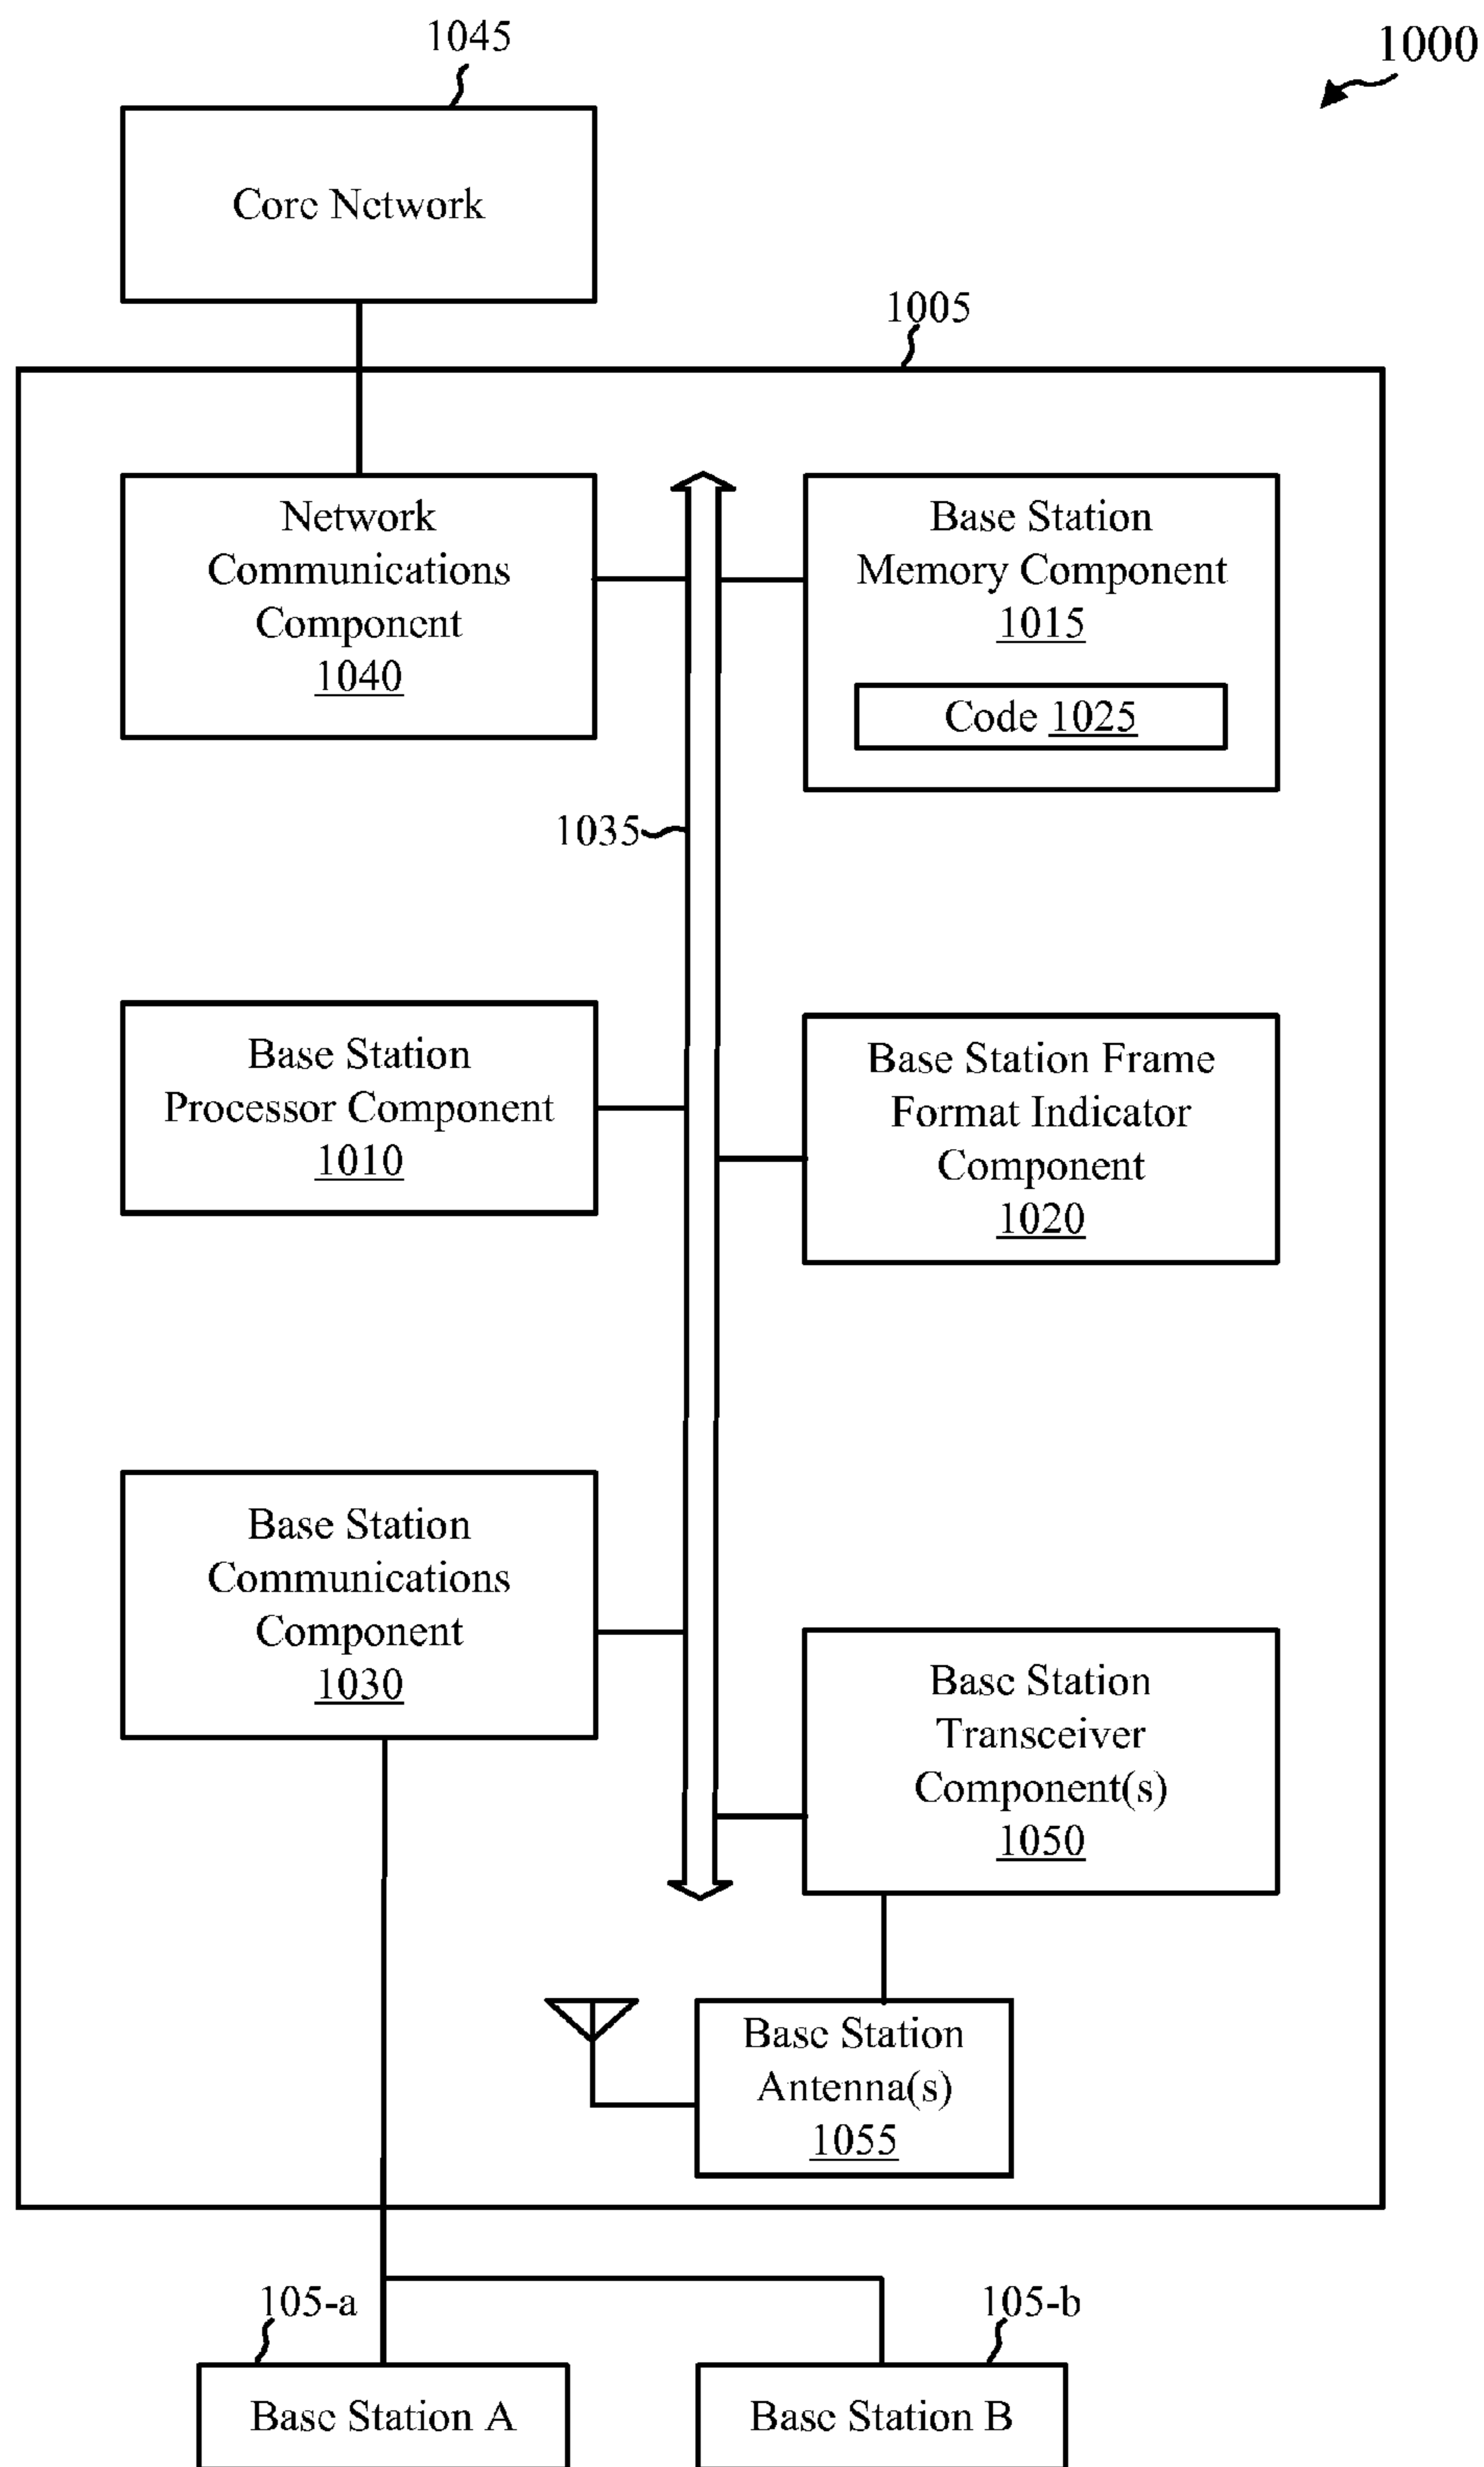 1045
1000
Core Network
1005
Network
Communications
Component
1040
Base Station
Memory Component
1015
Code 1025
1035
Base Station
Processor Component
1010
Base Station Frame
Format Indicator
Component
1020
Base Station
Communications
Component
1030
Base Station
Transceiver
Component(s)
1050
Base Station
Antenna(s)
1055
105-a
105-b
Base Station A
Base Station B